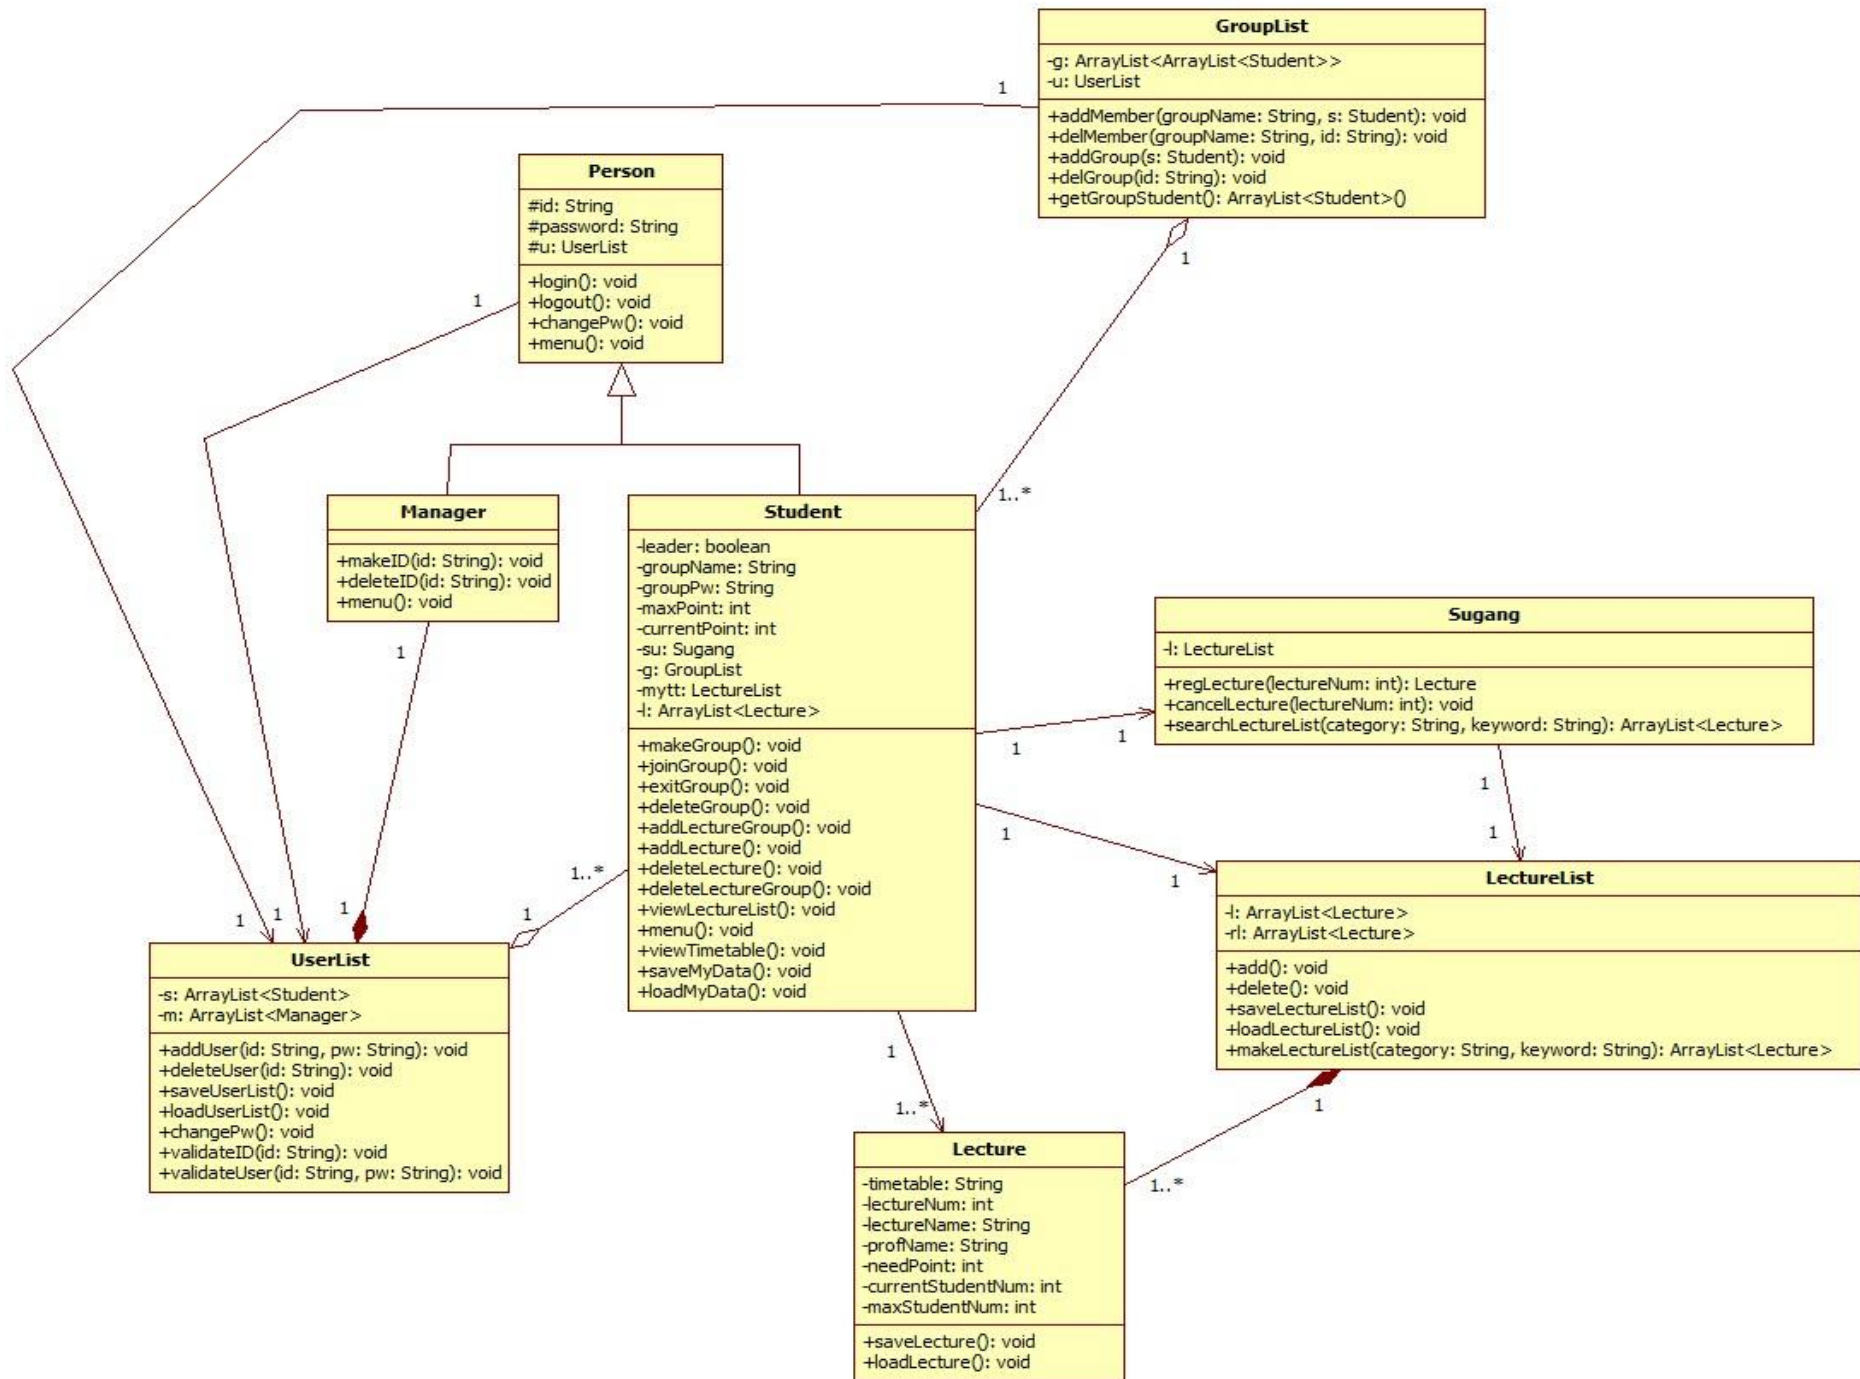 GroupList
-g: ArrayList<ArrayList<Student>>
-u: UserList
+addMember(groupName: String, s: Student): void
+delMember(groupName: String, id: String): void
+addGroup(s: Student): void
+delGroup(id: String): void
+getGroupStudent(): ArrayList<Student>()
1
1
1..*
Person
#id: String
#password: String
#u: UserList
+login(): void
+logout(): void
+changePw(): void
+menu(): void
1
Manager
+makeID(id: String): void
+deleteID(id: String): void
+menu(): void
1
Student
-leader: boolean
-groupName: String
-groupPw: String
-maxPoint: int
-currentPoint: int
-su: Sugang
-g: GroupList
-mytt: LectureList
-l: ArrayList<Lecture>
+makeGroup(): void
+joinGroup(): void
+exitGroup(): void
+deleteGroup(): void
+addLectureGroup(): void
+addLecture(): void
+deleteLecture(): void
+deleteLectureGroup(): void
+viewLectureList(): void
+menu(): void
+viewTimetable(): void
+saveMyData(): void
+loadMyData(): void
1
1
Sugang
-l: LectureList
+regLecture(lectureNum: int): Lecture
+cancelLecture(lectureNum: int): void
+searchLectureList(category: String, keyword: String): ArrayList<Lecture>
1
1
1
1
LectureList
-l: ArrayList<Lecture>
-rl: ArrayList<Lecture>
+add(): void
+delete(): void
+saveLectureList(): void
+loadLectureList(): void
+makeLectureList(category: String, keyword: String): ArrayList<Lecture>
1
1..*
1..*
1
1
1
1
UserList
-s: ArrayList<Student>
-m: ArrayList<Manager>
+addUser(id: String, pw: String): void
+deleteUser(id: String): void
+saveUserList(): void
+loadUserList(): void
+changePw(): void
+validateID(id: String): void
+validateUser(id: String, pw: String): void
1
1..*
Lecture
-timetable: String
-lectureNum: int
-lectureName: String
-profName: String
-needPoint: int
-currentStudentNum: int
-maxStudentNum: int
+saveLecture(): void
+loadLecture(): void